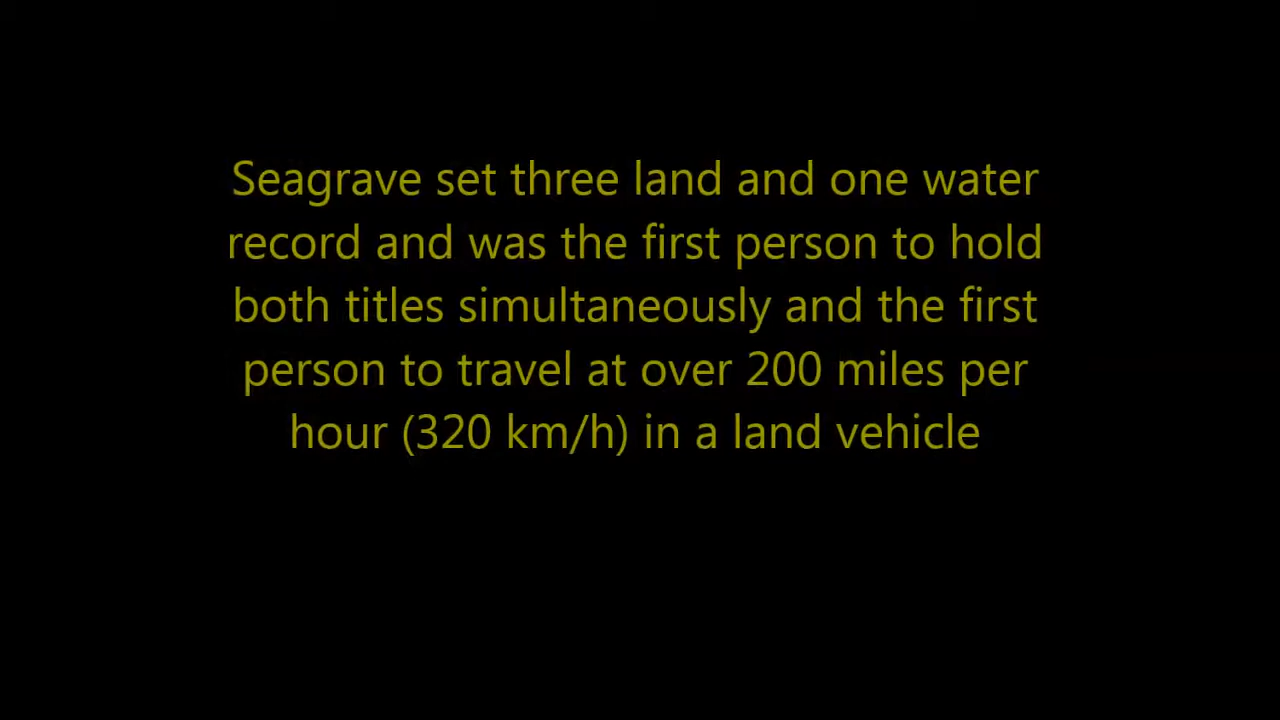 Seagrave set three land and one water
record and was the first person to hold
both titles simultaneously and the first
person to travel at over 200 miles per
hour (320 km/h) in a land vehicle